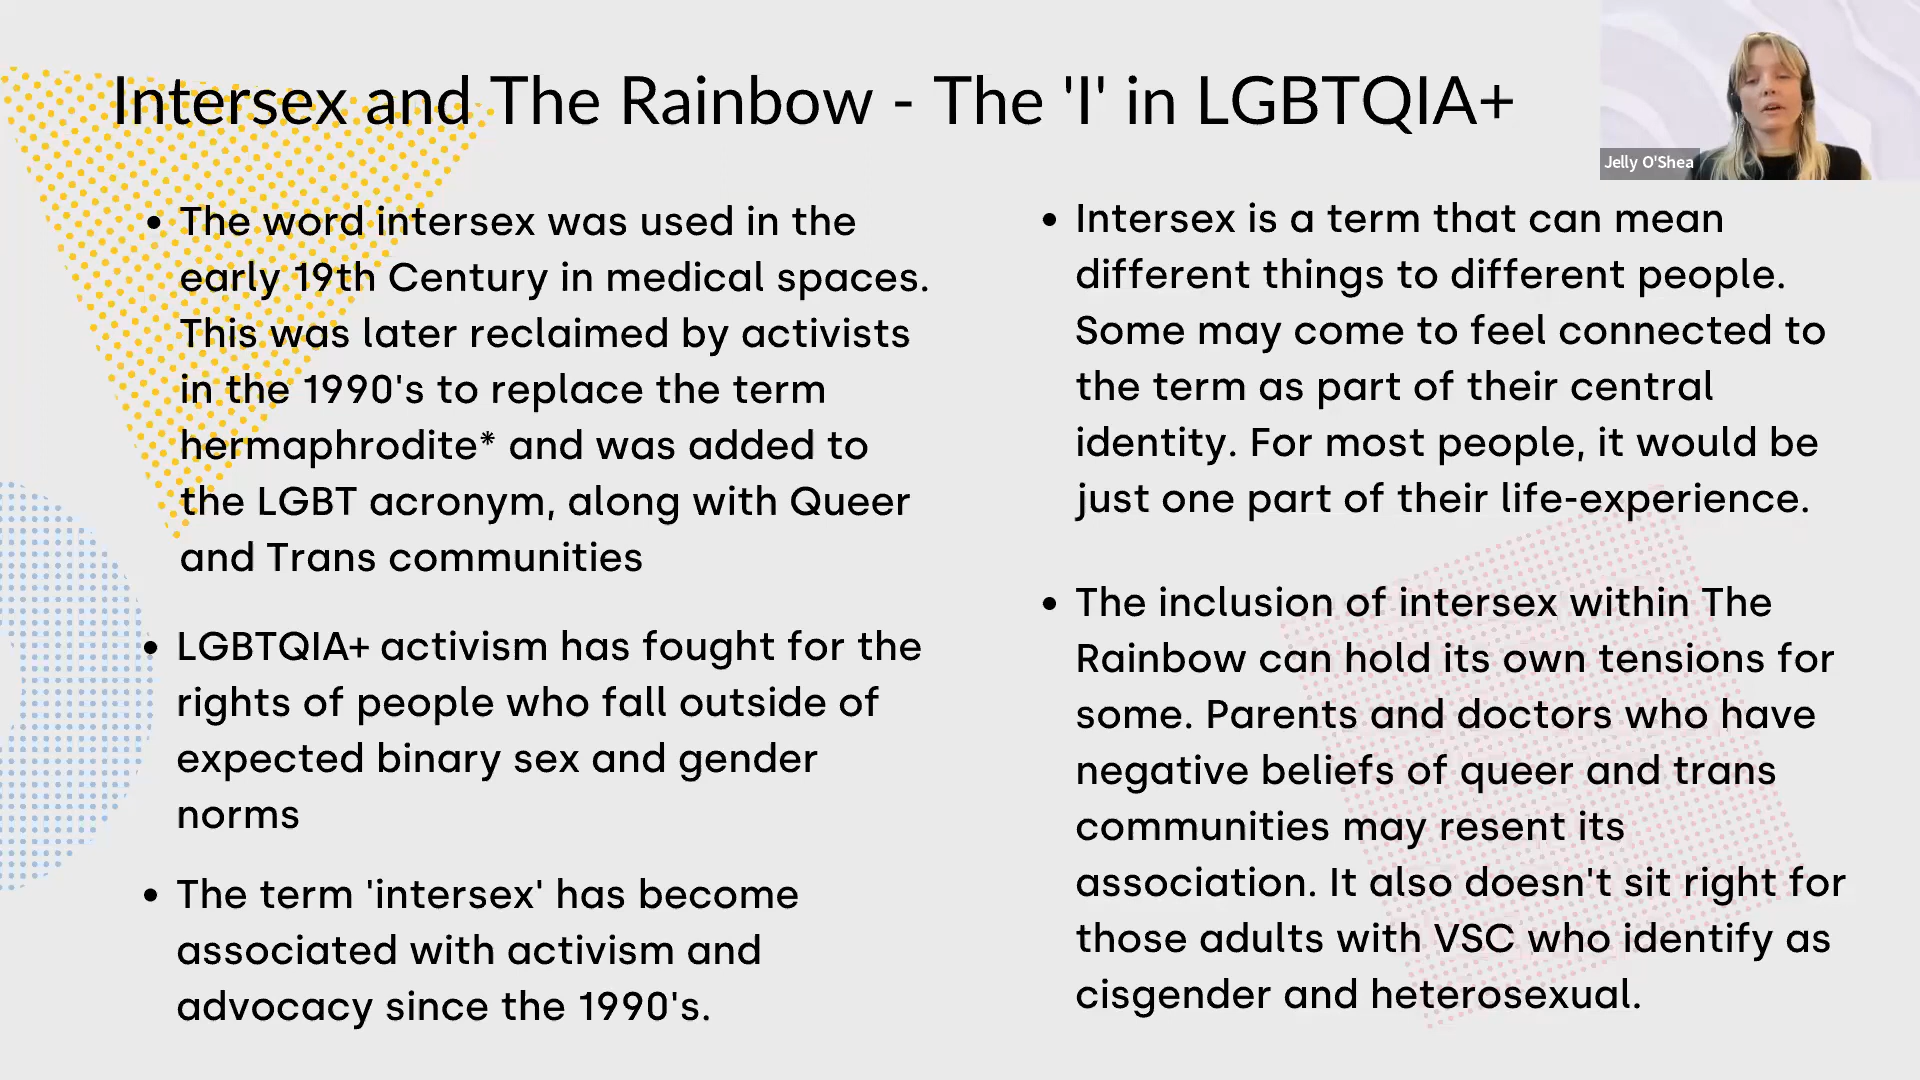 Intersex and The Rainbow - The 'I' in LGBTQIA+
Jelly O'Shea
• The word intersex was used in the
early 19th Century in medical spaces.
This was later reclaimed by activists
in the 1990's to replace the term
hermaphrodite* and was added to
the LGBT acronym, along with Queer
and Trans communities
• LGBTQIA+ activism has fought for the
rights of people who fall outside of
expected binary sex and gender
norms
• The term 'intersex' has become
associated with activism and
advocacy since the 1990's.
• Intersex is a term that can mean
different things to different people.
Some may come to feel connected to
the term as part of their central
identity. For most people, it would be
just one part of their life-experience.
• The inclusion of intersex within The
Rainbow can hold its own tensions for
some. Parents and doctors who have
negative beliefs of queer and trans
communities may resent its
association. It also doesn't sit right for
those adults with VSC who identify as
cisgender and heterosexual.